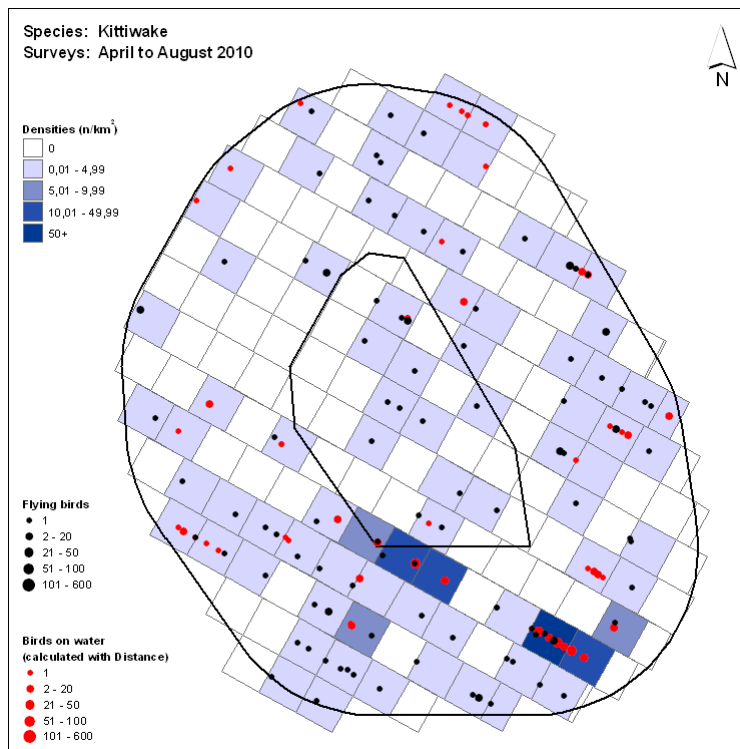 Species: Kittiwake
Surveys: April to August 2010
N
Densities (n/km²)
0
0,01 - 4,99
5,01 - 9,99
10,01 - 49,99
50+
Flying birds
1
2 - 20
21 - 50
51 - 100
101 - 600
Birds on water
(calculated with Distance)
1
2 - 20
21 - 50
51 - 100
101 - 600